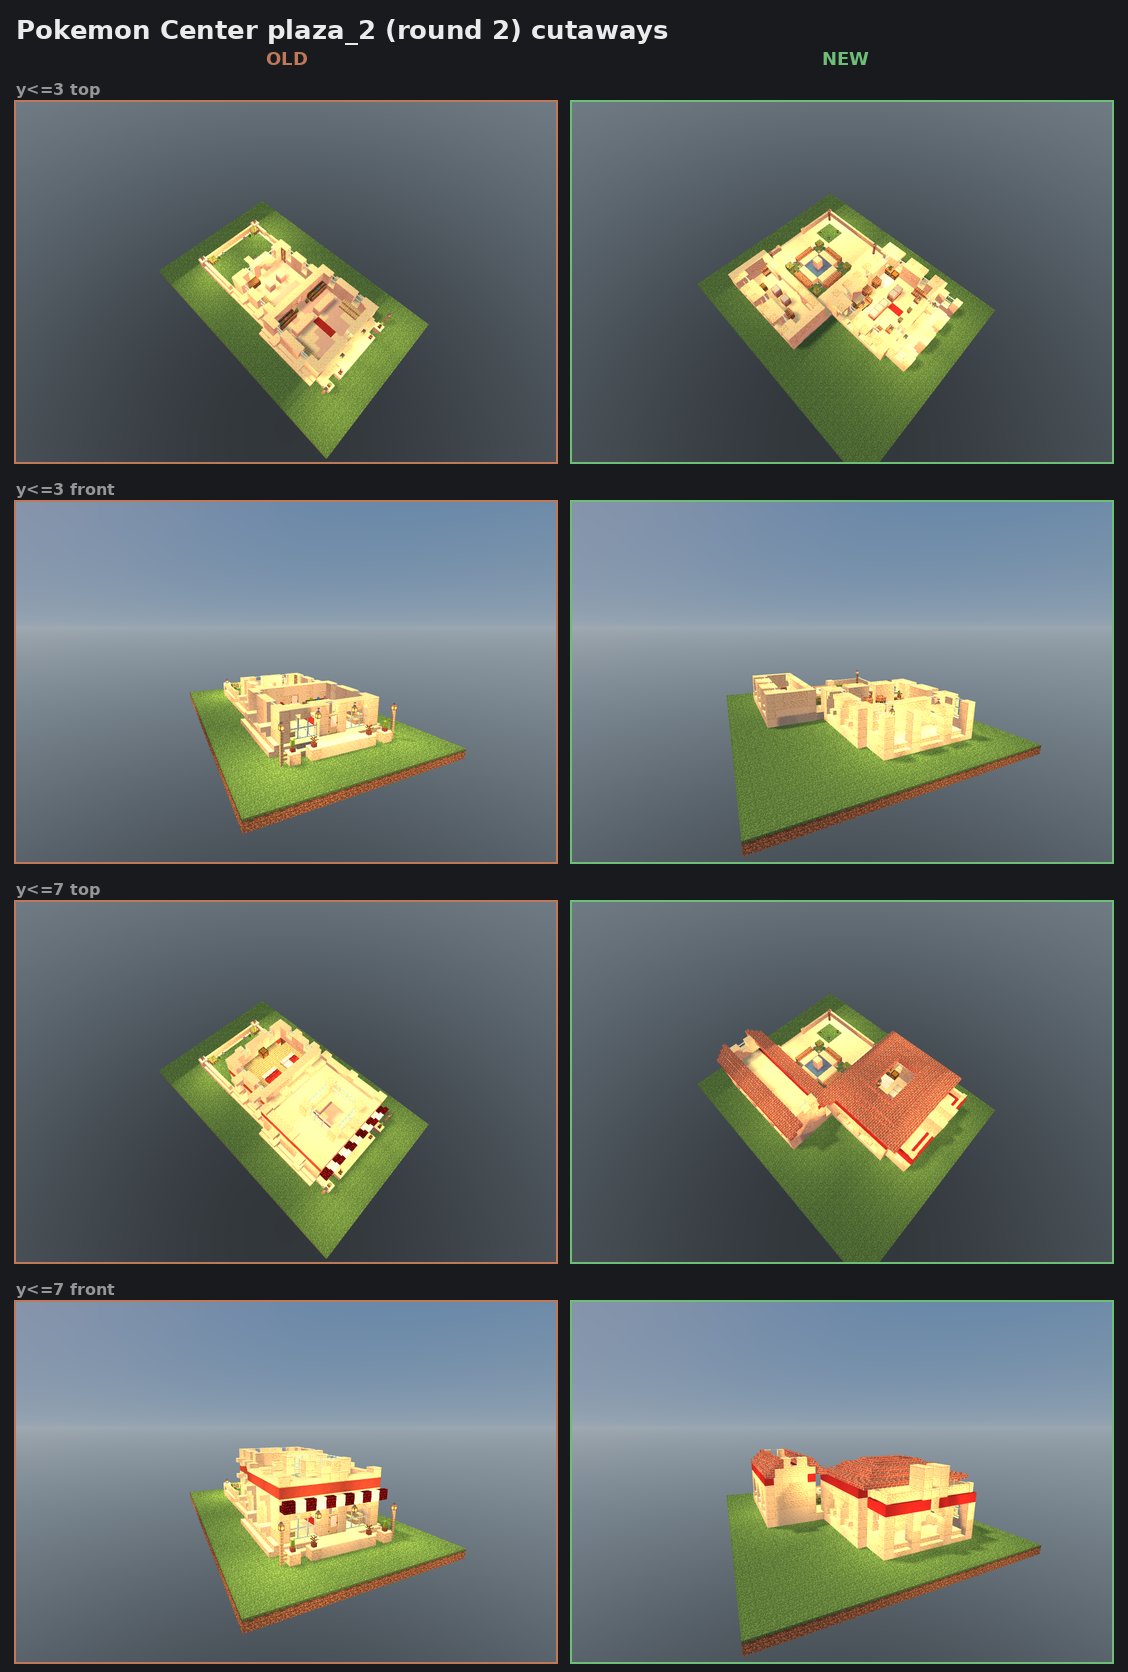 Pokemon Center plaza_2 (round 2) cutaways
OLD
NEW
y<=3 top
y<=3 front
y<=7 top
y<=7 front